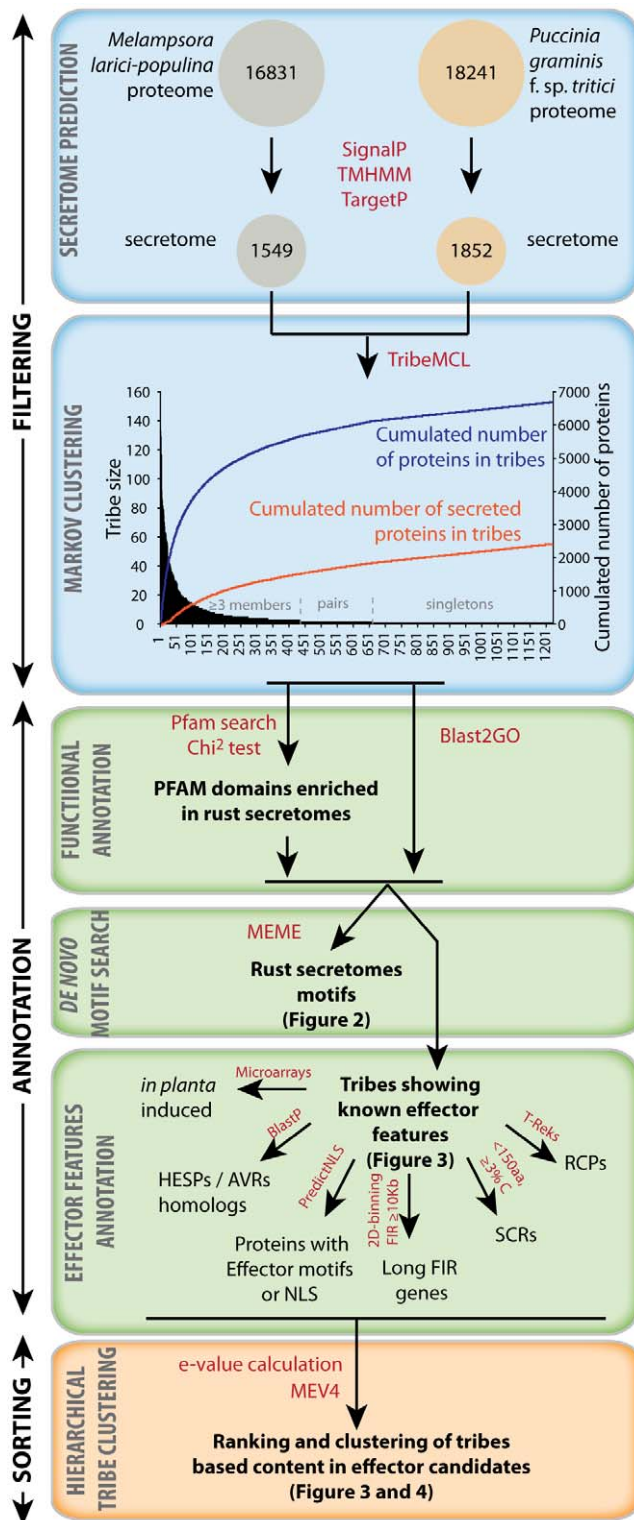 FILTERING
ANNOTATION
SORTING
SECRETOME PREDICTION
Melampsora
larici-populina
proteome
16831
18241
Puccinia
graminis
f. sp. tritici
proteome
SignalP
TMHMM
TargetP
secretome
1549
1852
secretome
MARKOV CLUSTERING
TribeMCL
Tribe size
160
140
120
100
80
60
40
20
0
Cumulated number
of proteins in tribes
Cumulated number of secreted
proteins in tribes
≥3 members
pairs
singletons
7000
6000
5000
4000
3000
2000
1000
0
Cumulated number of proteins
1
51
101
151
201
251
301
351
401
451
501
551
601
651
701
751
801
851
901
951
1001
1051
1101
1151
1201
FUNCTIIONAL
ANNOTATION
Pfam search
Chi2 test
Blast2GO
PFAM domains enriched
in rust secretomes
DE NOVO
MOTIF SEARCH
MEME
Rust secretomes
motifs
(Figure 2)
EFFECTOR FEATURES
ANNOTATION
Tribes showing
known effector
features
(Figure 3)
Microarrays
in planta
induced
BlastP
HESPs / AVRs
homologs
PredictNLS
Proteins with
Effector motifs
or NLS
2D-binning
FIR ≥10Kb
Long FIR
genes
<150aa,
≥3% C
SCRs
T-Reks
RCPs
HIERARCHICAL
TRIBE CLUSTERING
e-value calculation
MEV4
Ranking and clustering of tribes
based content in effector candidates
(Figure 3 and 4)